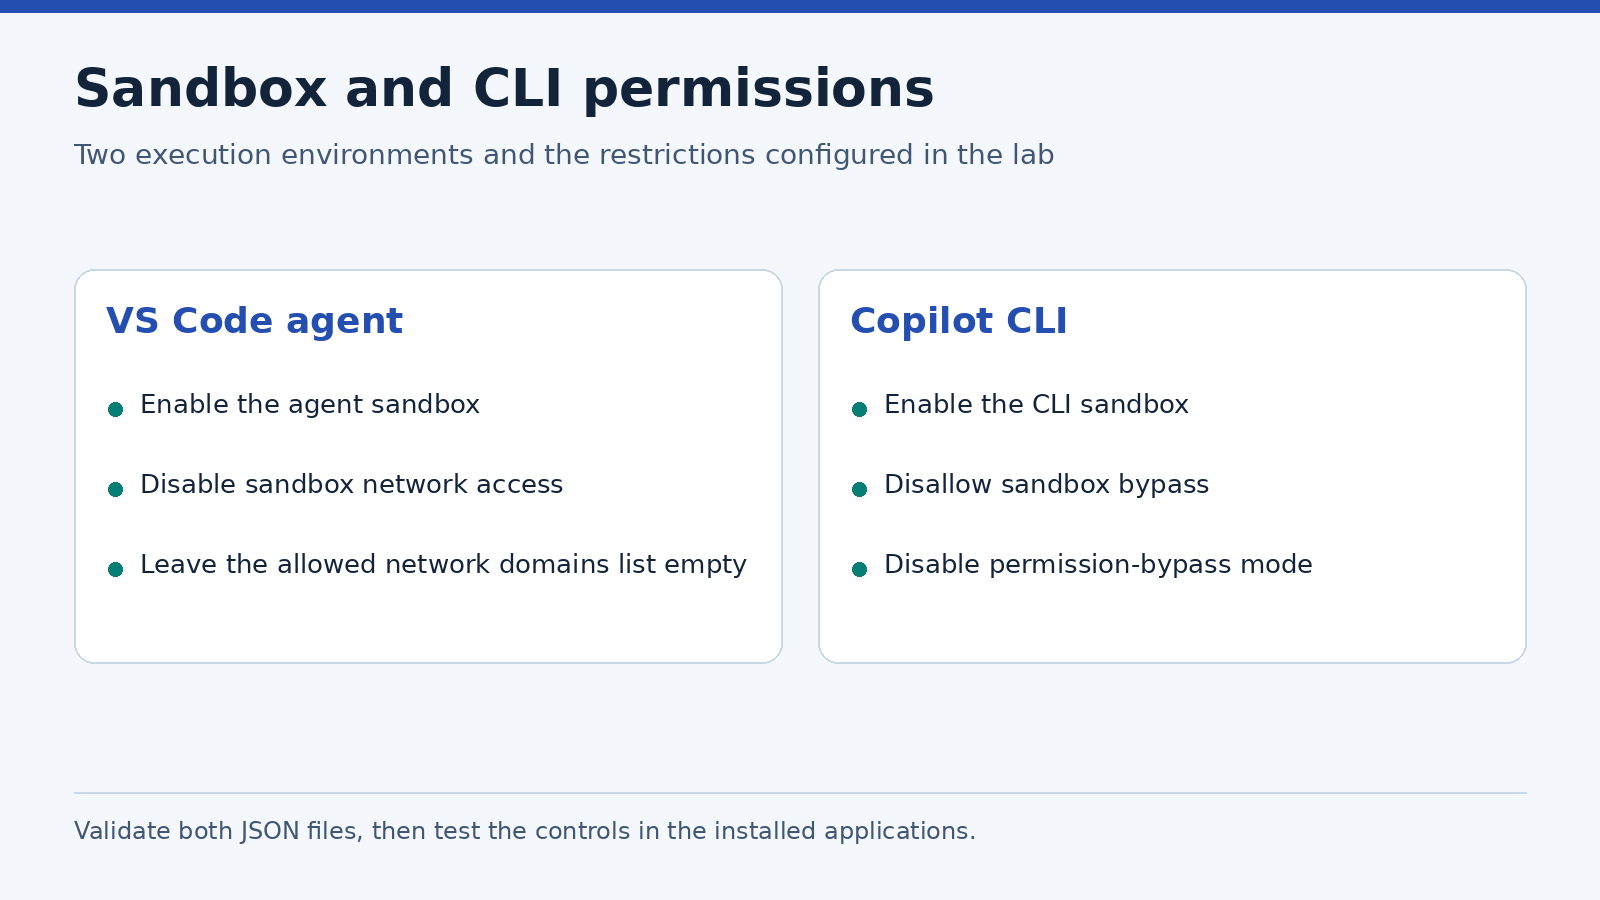 Sandbox and CLI permissions
Two execution environments and the restrictions configured in the lab
VS Code agent
Enable the agent sandbox
Disable sandbox network access
Leave the allowed network domains list empty
Copilot CLI
Enable the CLI sandbox
Disallow sandbox bypass
Disable permission-bypass mode
Validate both JSON files, then test the controls in the installed applications.